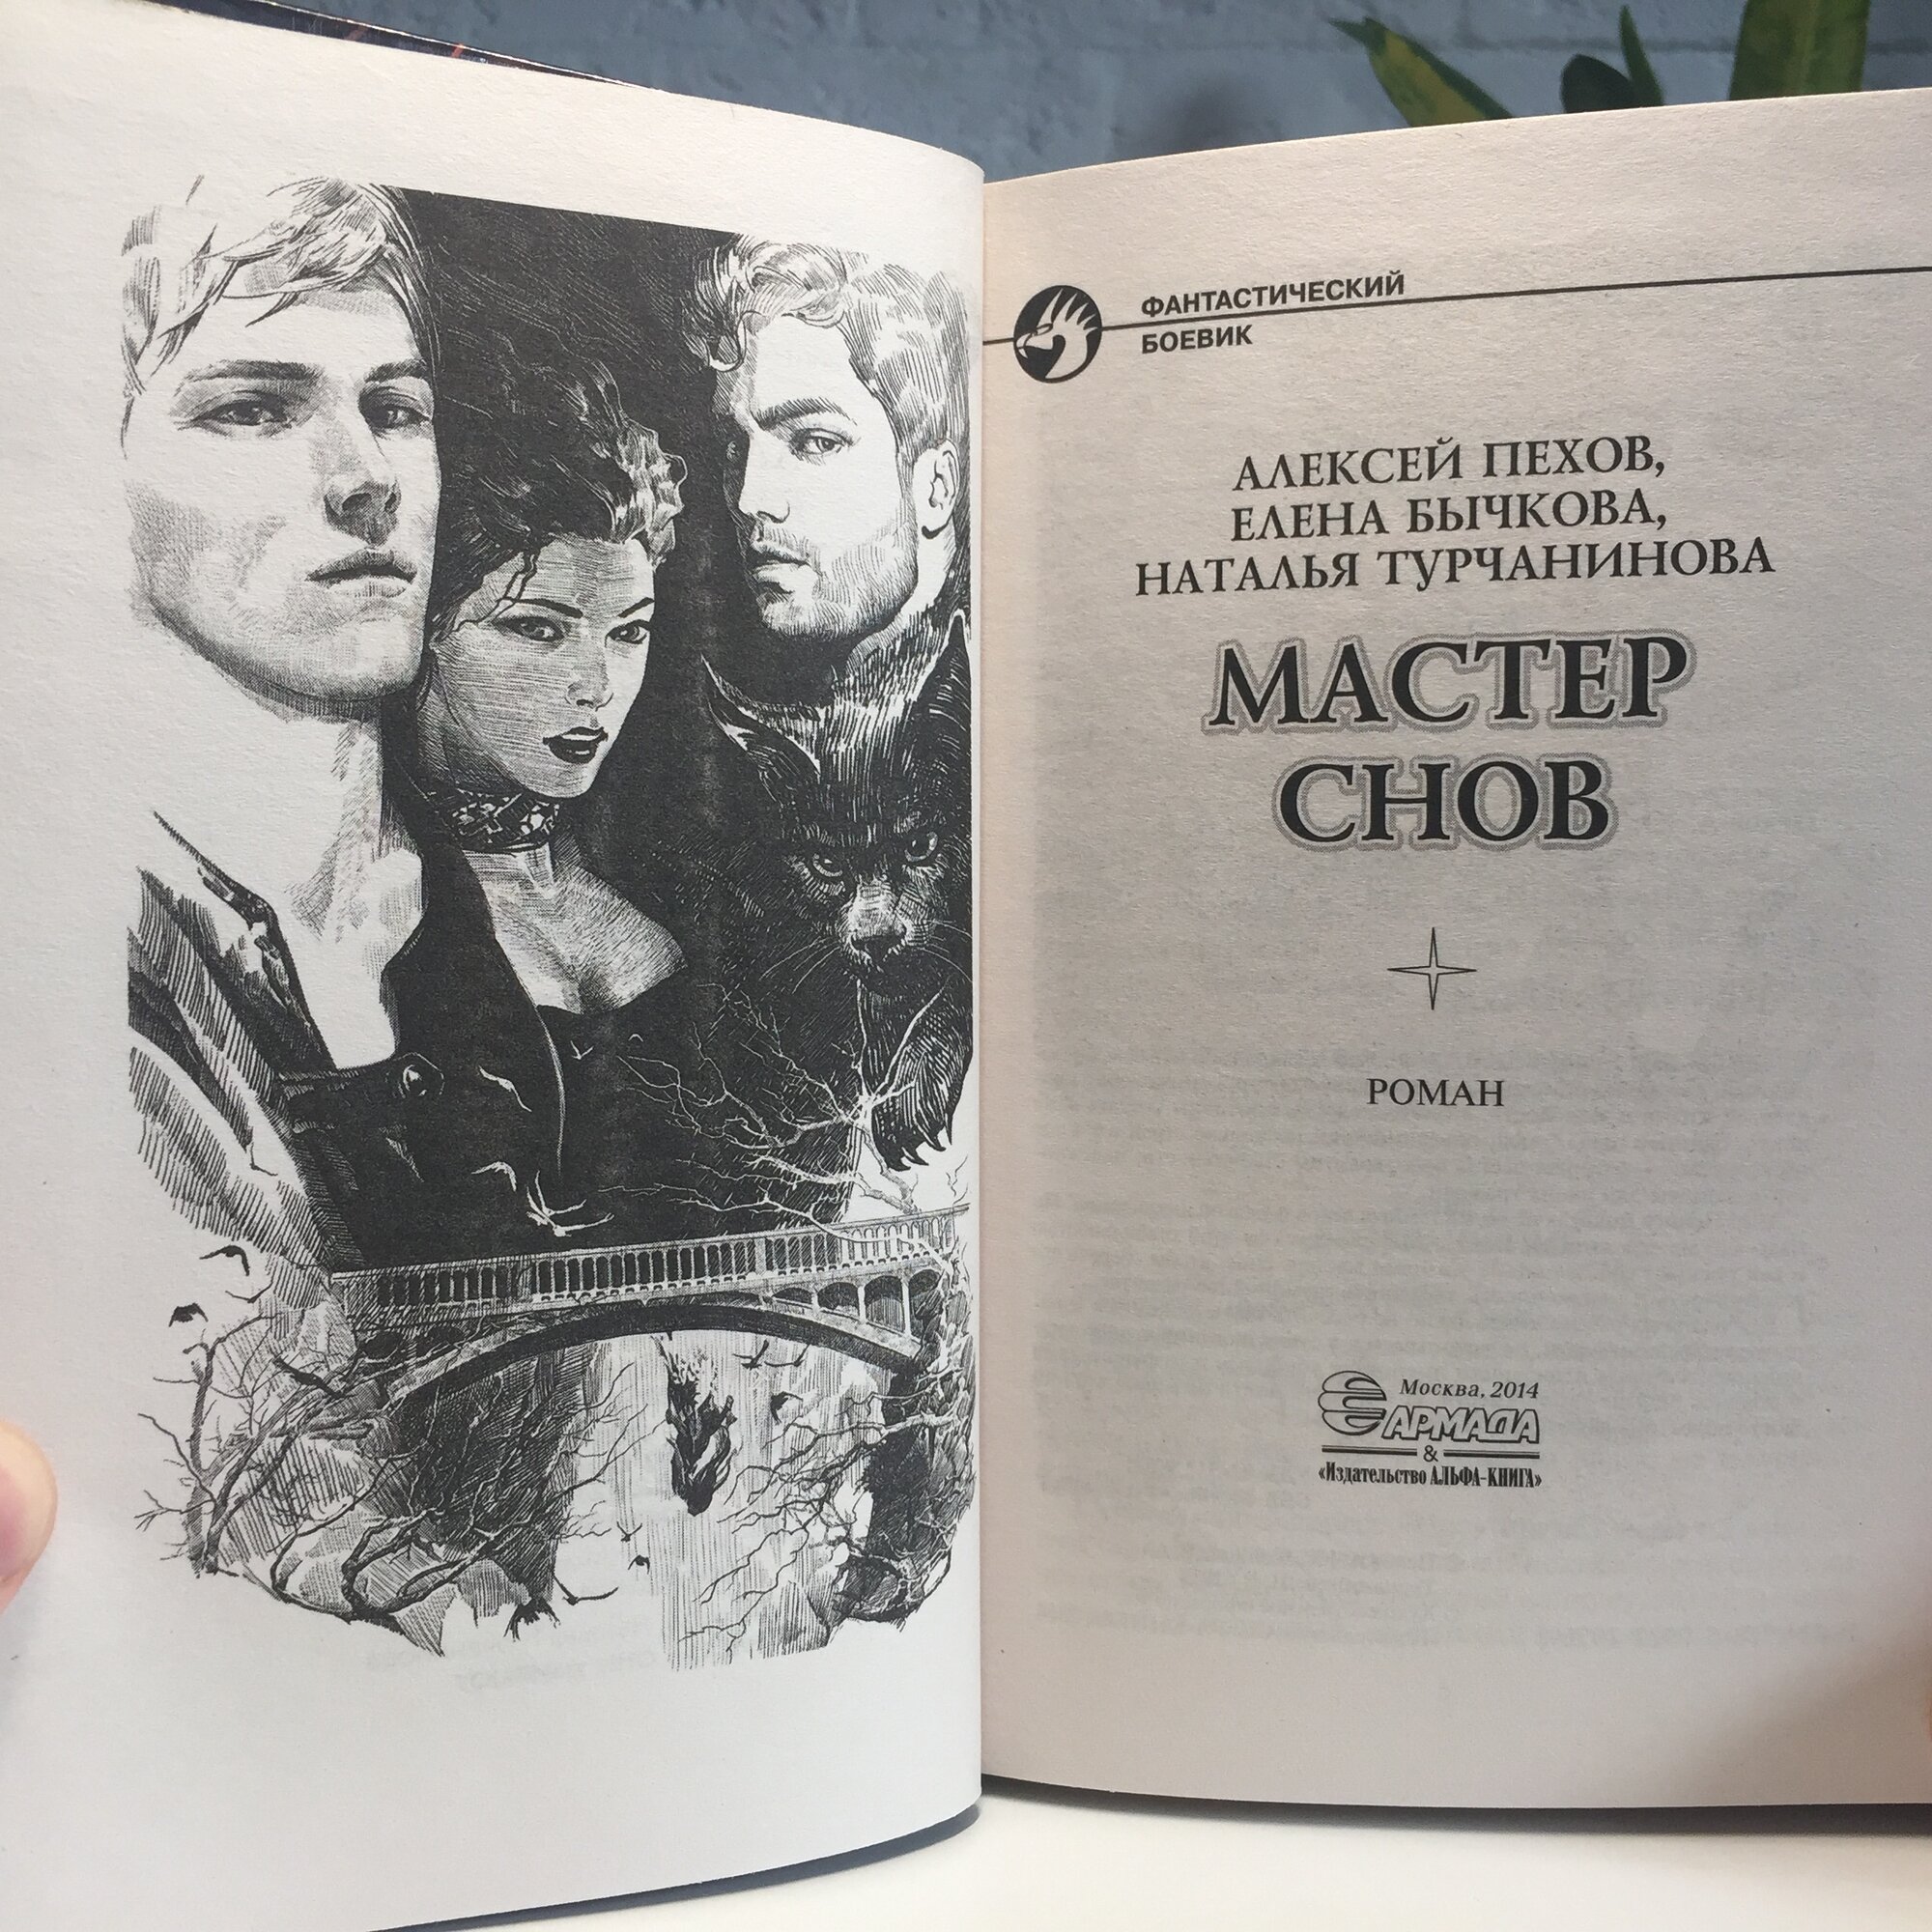 ФАНТАСТИЧЕСКИЙ
БОЕВИК
АЛЕКСЕЙ ПЕХОВ,
ЕЛЕНА БЫЧКОВА,
НАТАЛЬЯ ТУРЧАНИНОВА
МАСТЕР
СНОВ
РОМАН
Москва, 2014
АРМАДА
&
«Издательство АЛЬФА-КНИГА»